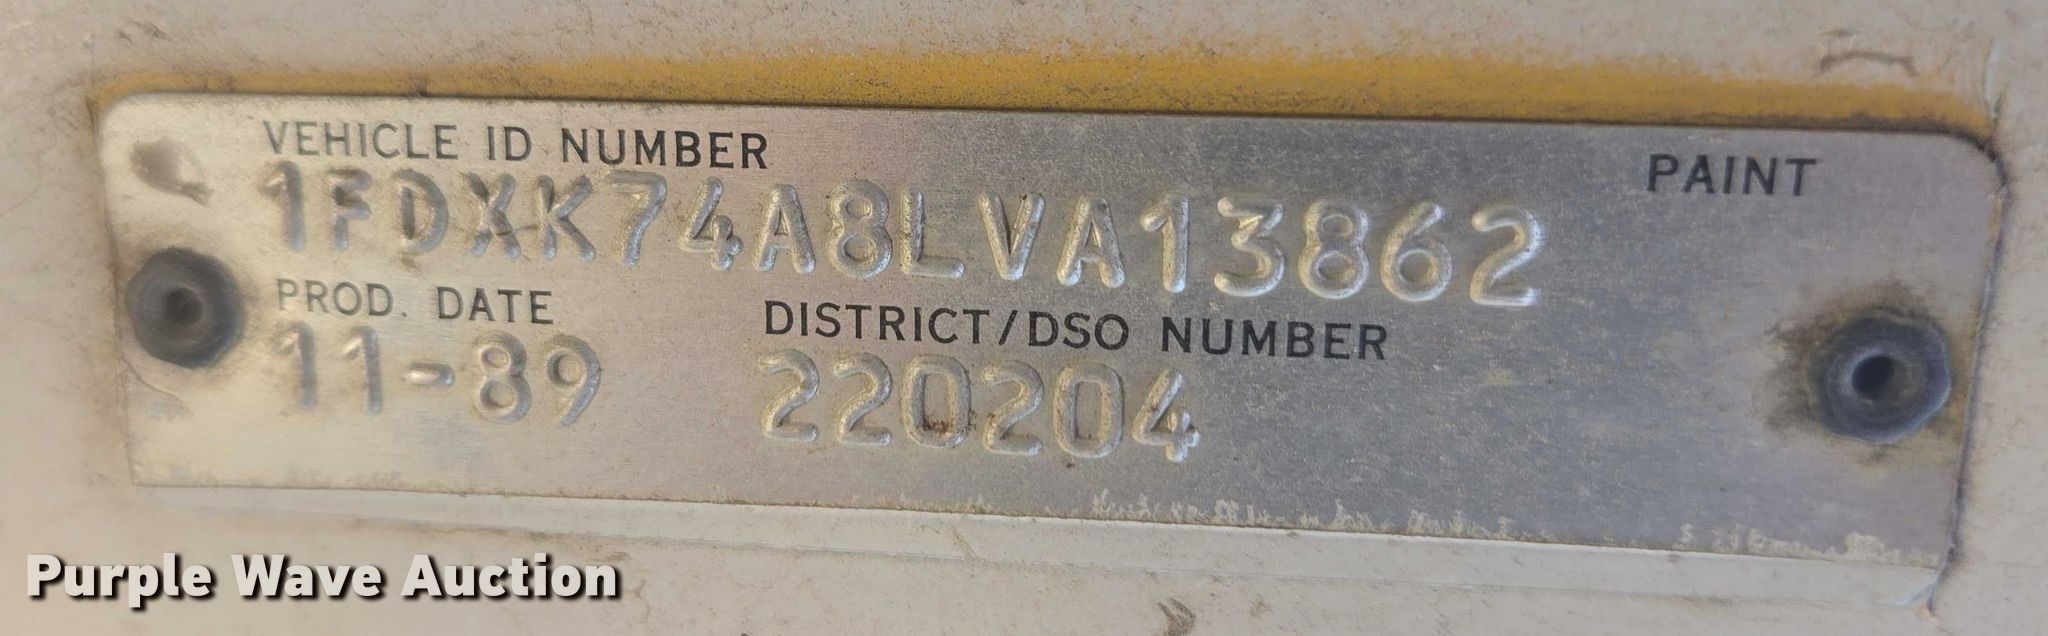 VEHICLE ID NUMBER PAINT
1FDXK74A8LVA13862
PROD. DATE DISTRICT/DSO NUMBER
11-89 220204
Purple Wave Auction